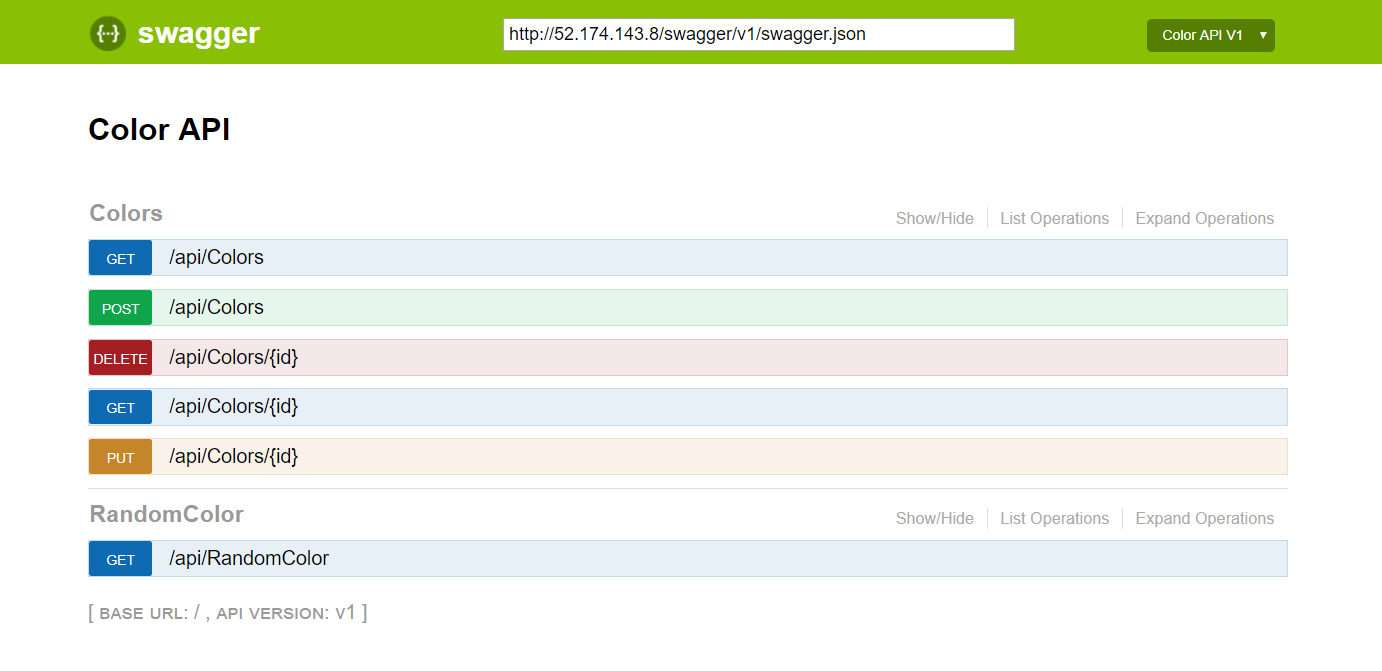 {···} swagger http://52.174.143.8/swagger/v1/swagger.json Color API V1
Color API
Colors Show/Hide List Operations Expand Operations
GET /api/Colors
POST /api/Colors
DELETE /api/Colors/{id}
GET /api/Colors/{id}
PUT /api/Colors/{id}
RandomColor Show/Hide List Operations Expand Operations
GET /api/RandomColor
[ BASE URL: / , API VERSION: V1 ]